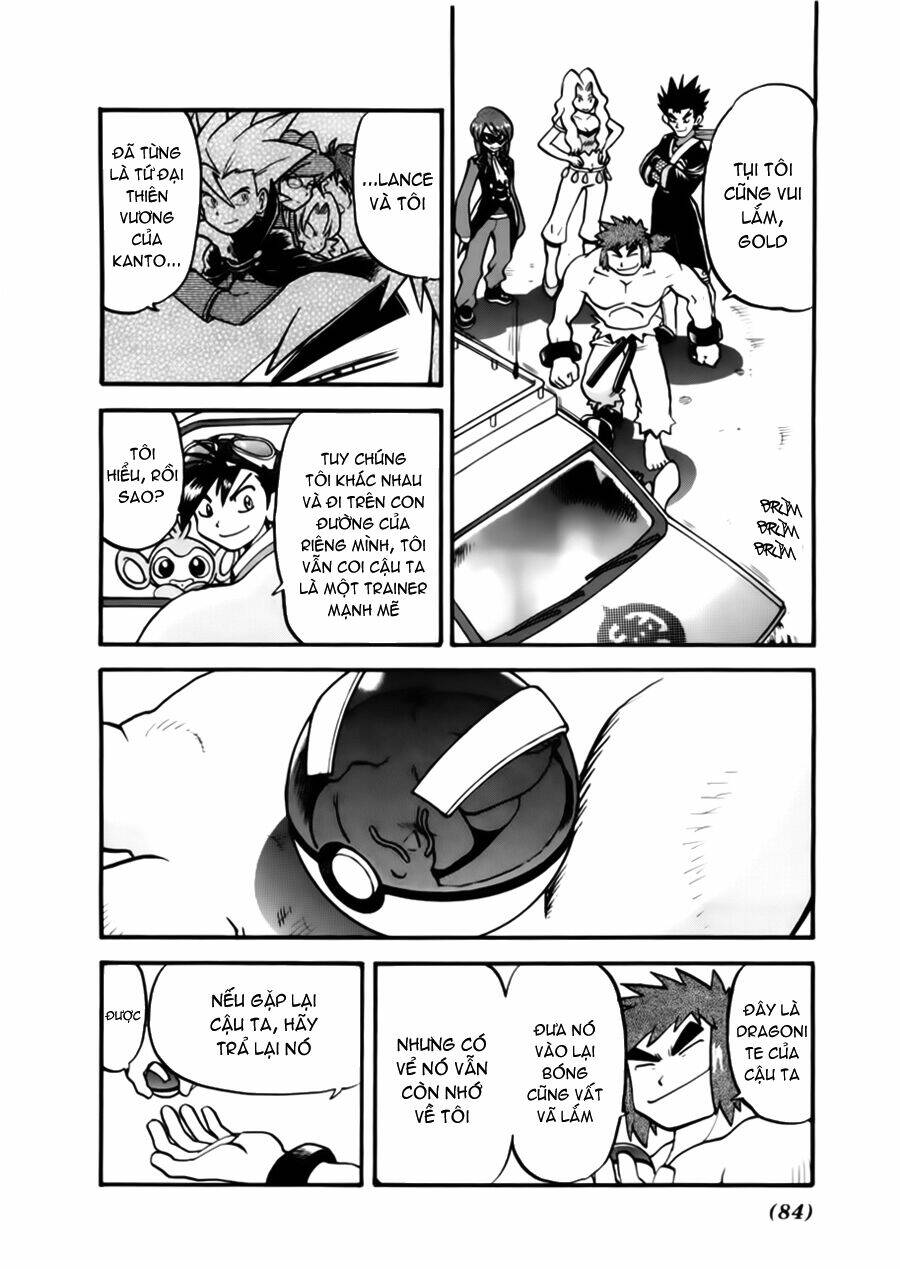 TỤI TÔI
CŨNG VUI
LẮM,
GOLD
BRỪM
BRỪM
BRỪM
...LANCE
VÀ TÔI
ĐÃ TỪNG
LÀ TỨ ĐẠI
THIÊN
VƯƠNG
CỦA
KANTO...
TUY CHÚNG
TÔI KHÁC NHAU
VÀ ĐI TRÊN CON
ĐƯỜNG CỦA
RIÊNG MÌNH, TÔI
VẪN COI CẬU TA
LÀ MỘT TRAINER
MẠNH MẼ
TÔI
HIỂU, RỒI
SAO?
ĐÂY LÀ
DRAGONI
TE CỦA
CẬU TA
ĐƯA NÓ
VÀO LẠI
BÓNG
CŨNG VẤT
VÃ LẮM
NHƯNG CÓ
VẺ NÓ VẪN
CÒN NHỚ
VỀ TÔI
NẾU GẶP LẠI
CẬU TA, HÃY
TRẢ LẠI NÓ
ĐƯỢC
(84)